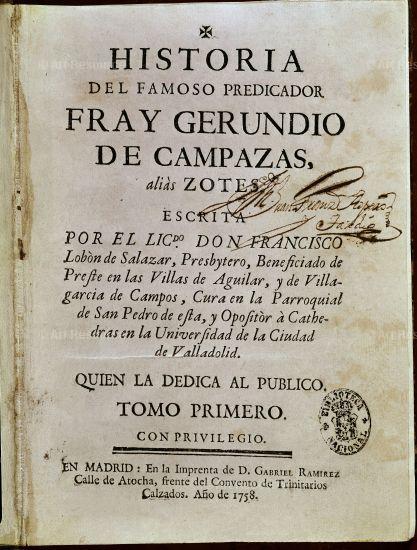 HISTORIA
DEL FAMOSO PREDICADOR
FRAY GERUNDIO
DE CAMPAZAS,
aliàs ZOTES.
ESCRITA
POR EL LIC.DO DON FRANCISCO
Lobòn de Salazar, Presbytero, Beneficiado de
Preste en las Villas de Aguilar, y de Villa-
garcia de Campos, Cura en la Parroquial
de San Pedro de esta, y Opositòr à Cathe-
dras en la Universidad de la Ciudad
de Valladolid.
QUIEN LA DEDICA AL PUBLICO.
TOMO PRIMERO.
CON PRIVILEGIO.
BIBLIOTECA NACIONAL
EN MADRID: En la Imprenta de D. GABRIEL RAMIREZ
Calle de Atocha, frente del Convento de Trinitarios
Calzados. Año de 1758.